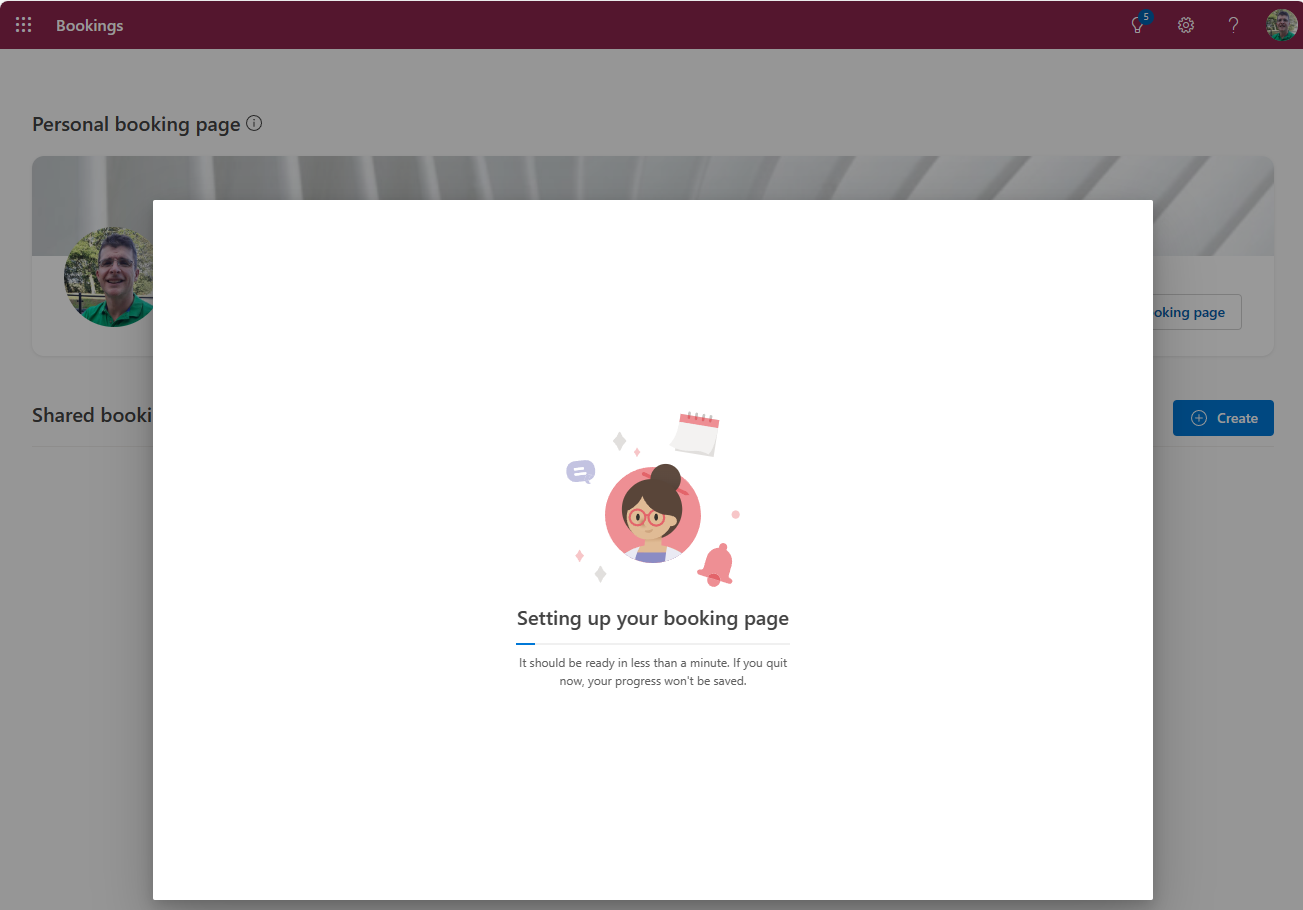 Bookings
5
Personal booking page
oking page
Shared booki
Create
Setting up your booking page
It should be ready in less than a minute. If you quit
now, your progress won't be saved.